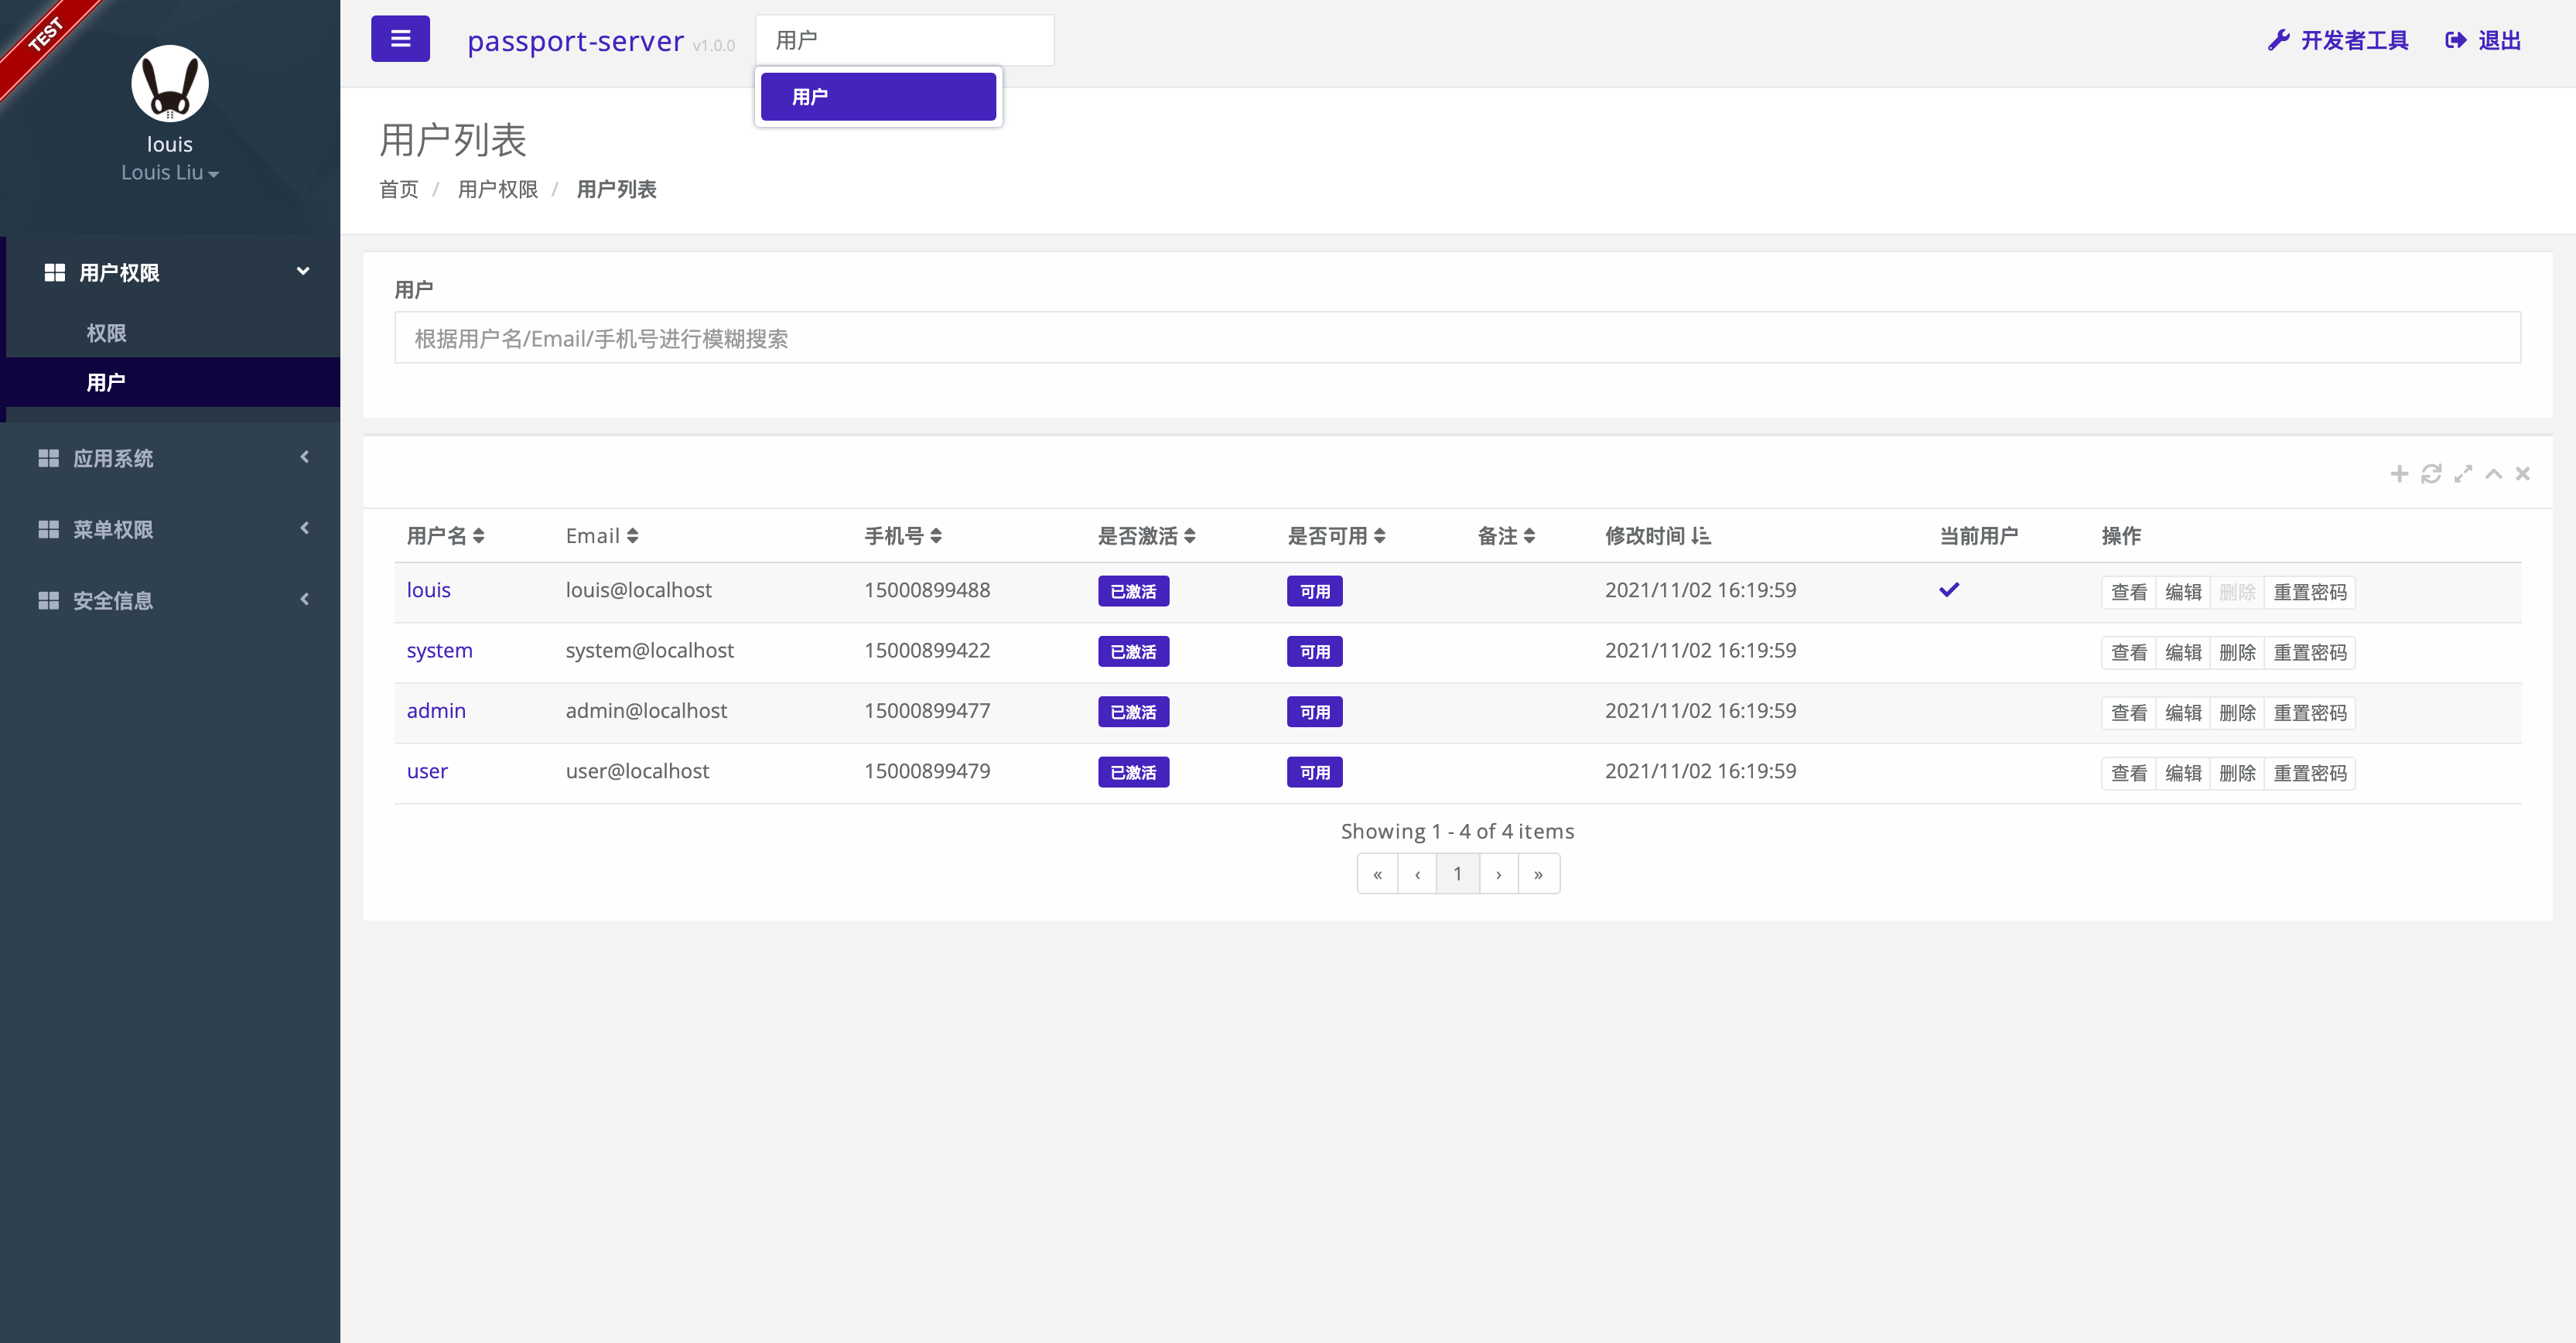 TEST
louis
Louis Liu
用户权限
权限
用户
应用系统
菜单权限
安全信息
passport-server v1.0.0
用户
用户
开发者工具
退出
用户列表
首页 / 用户权限 / 用户列表
用户
根据用户名/Email/手机号进行模糊搜索
用户名 Email 手机号 是否激活 是否可用 备注 修改时间 当前用户 操作
louis louis@localhost 15000899488 已激活 可用 2021/11/02 16:19:59 查看 编辑 删除 重置密码
system system@localhost 15000899422 已激活 可用 2021/11/02 16:19:59 查看 编辑 删除 重置密码
admin admin@localhost 15000899477 已激活 可用 2021/11/02 16:19:59 查看 编辑 删除 重置密码
user user@localhost 15000899479 已激活 可用 2021/11/02 16:19:59 查看 编辑 删除 重置密码
Showing 1 - 4 of 4 items
« ‹ 1 › »